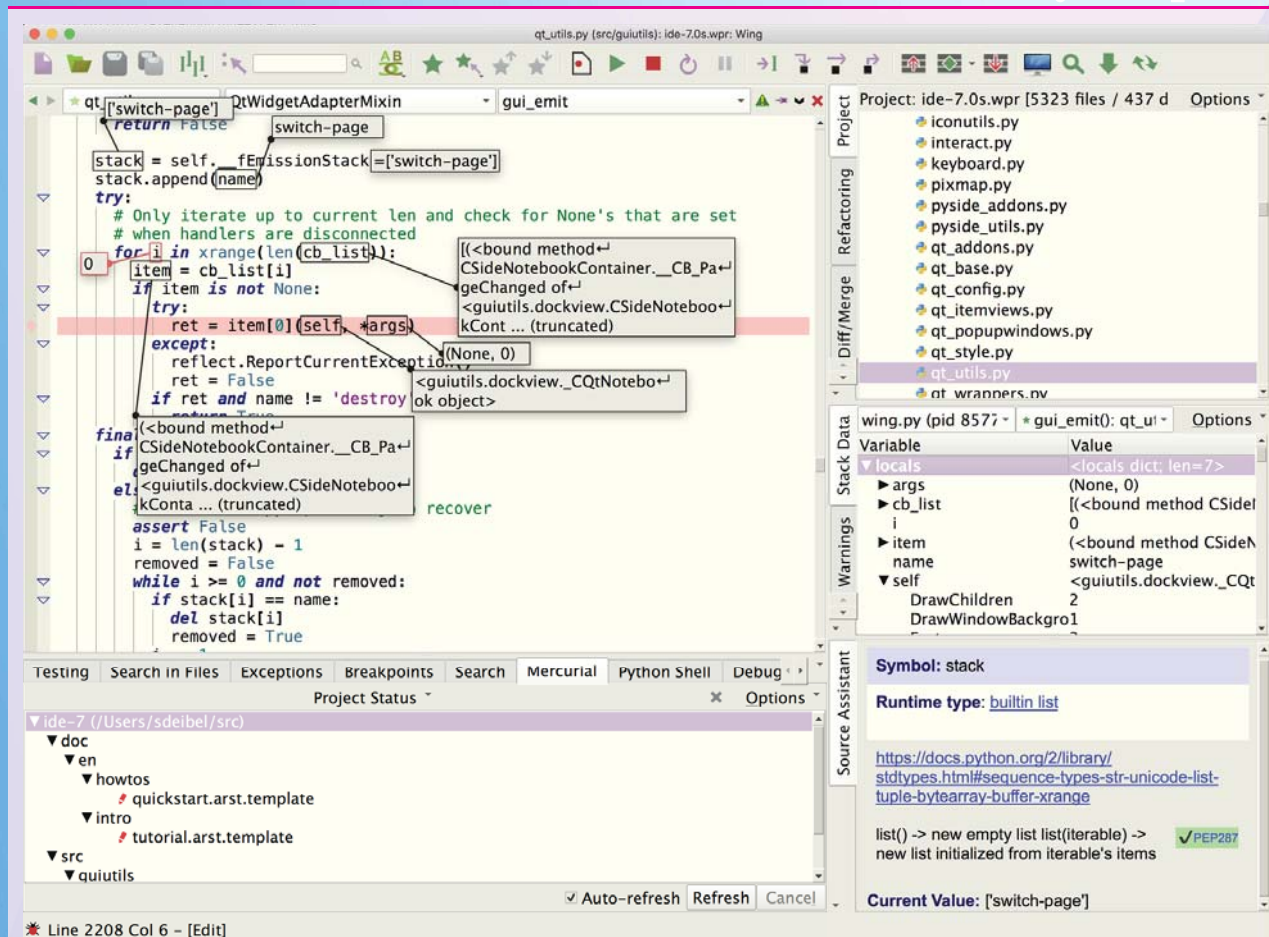 qt_utils.py (src/guiutils): ide-7.0s.wpr: Wing
QtWidgetAdapterMixin
gui_emit
['switch-page']
return False
switch-page
stack = self.__fEmissionStack =['switch-page']
stack.append(name)
try:
# Only iterate up to current len and check for None's that are set
# when handlers are disconnected
for i in xrange(len(cb_list)):
0
item = cb_list[i]
if item is not None:
try:
ret = item[0](self, *args)
except:
reflect.ReportCurrentException()
ret = False
if ret and name != 'destroy
return True
[(<bound method↵
CSideNotebookContainer.__CB_Pa↵
geChanged of↵
<guiutils.dockview.CSideNoteboo↵
kCont ... (truncated)
(None, 0)
<guiutils.dockview._CQtNotebo↵
ok object>
(<bound method↵
CSideNotebookContainer.__CB_Pa↵
geChanged of↵
<guiutils.dockview.CSideNoteboo↵
kConta ... (truncated)
if
recover
assert False
i = len(stack) - 1
removed = False
while i >= 0 and not removed:
if stack[i] == name:
del stack[i]
removed = True
Project: ide-7.0s.wpr [5323 files / 437 d Options
Project
Refactoring
Diff/Merge
iconutils.py
interact.py
keyboard.py
pixmap.py
pyside_addons.py
pyside_utils.py
qt_addons.py
qt_base.py
qt_config.py
qt_itemviews.py
qt_popupwindows.py
qt_style.py
qt_utils.py
qt_wrappers.py
Stack Data
Warnings
wing.py (pid 8577 gui_emit(): qt_ut Options
Variable Value
locals <locals dict; len=7>
args (None, 0)
cb_list [(<bound method CSideI
i 0
item (<bound method CSideN
name switch-page
self <guiutils.dockview._CQt
DrawChildren 2
DrawWindowBackgro1
Testing Search in Files Exceptions Breakpoints Search Mercurial Python Shell Debug
Project Status Options
ide-7 (/Users/sdeibel/src)
doc
en
howtos
quickstart.arst.template
intro
tutorial.arst.template
src
guiutils
Auto-refresh Refresh Cancel
Source Assistant
Symbol: stack
Runtime type: builtin list
https://docs.python.org/2/library/
stdtypes.html#sequence-types-str-unicode-list-
tuple-bytearray-buffer-xrange
list() -> new empty list list(iterable) ->
new list initialized from iterable's items
PEP287
Current Value: ['switch-page']
Line 2208 Col 6 - [Edit]